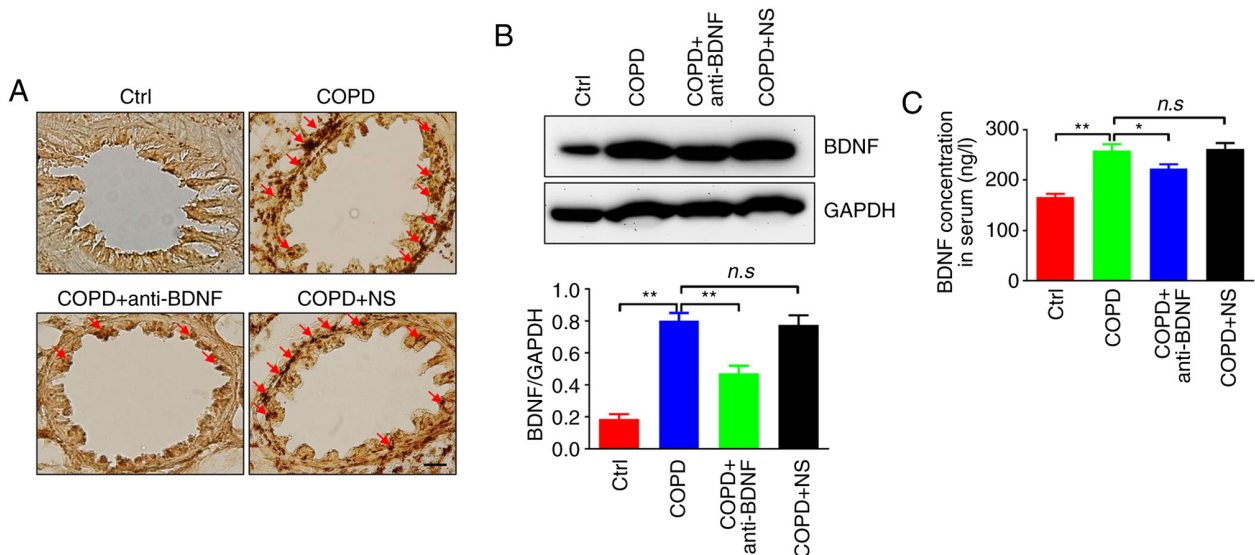 A
Ctrl
COPD
COPD+anti-BDNF
COPD+NS
B
Ctrl
COPD
COPD+
anti-BDNF
COPD+NS
BDNF
GAPDH
BDNF/GAPDH
1.0
0.8
0.6
0.4
0.2
0.0
**
**
n.s
Ctrl
COPD
COPD+
anti-BDNF
COPD+NS
C
BDNF concentration
in serum (ng/l)
300
200
100
0
**
*
n.s
Ctrl
COPD
COPD+
anti-BDNF
COPD+NS